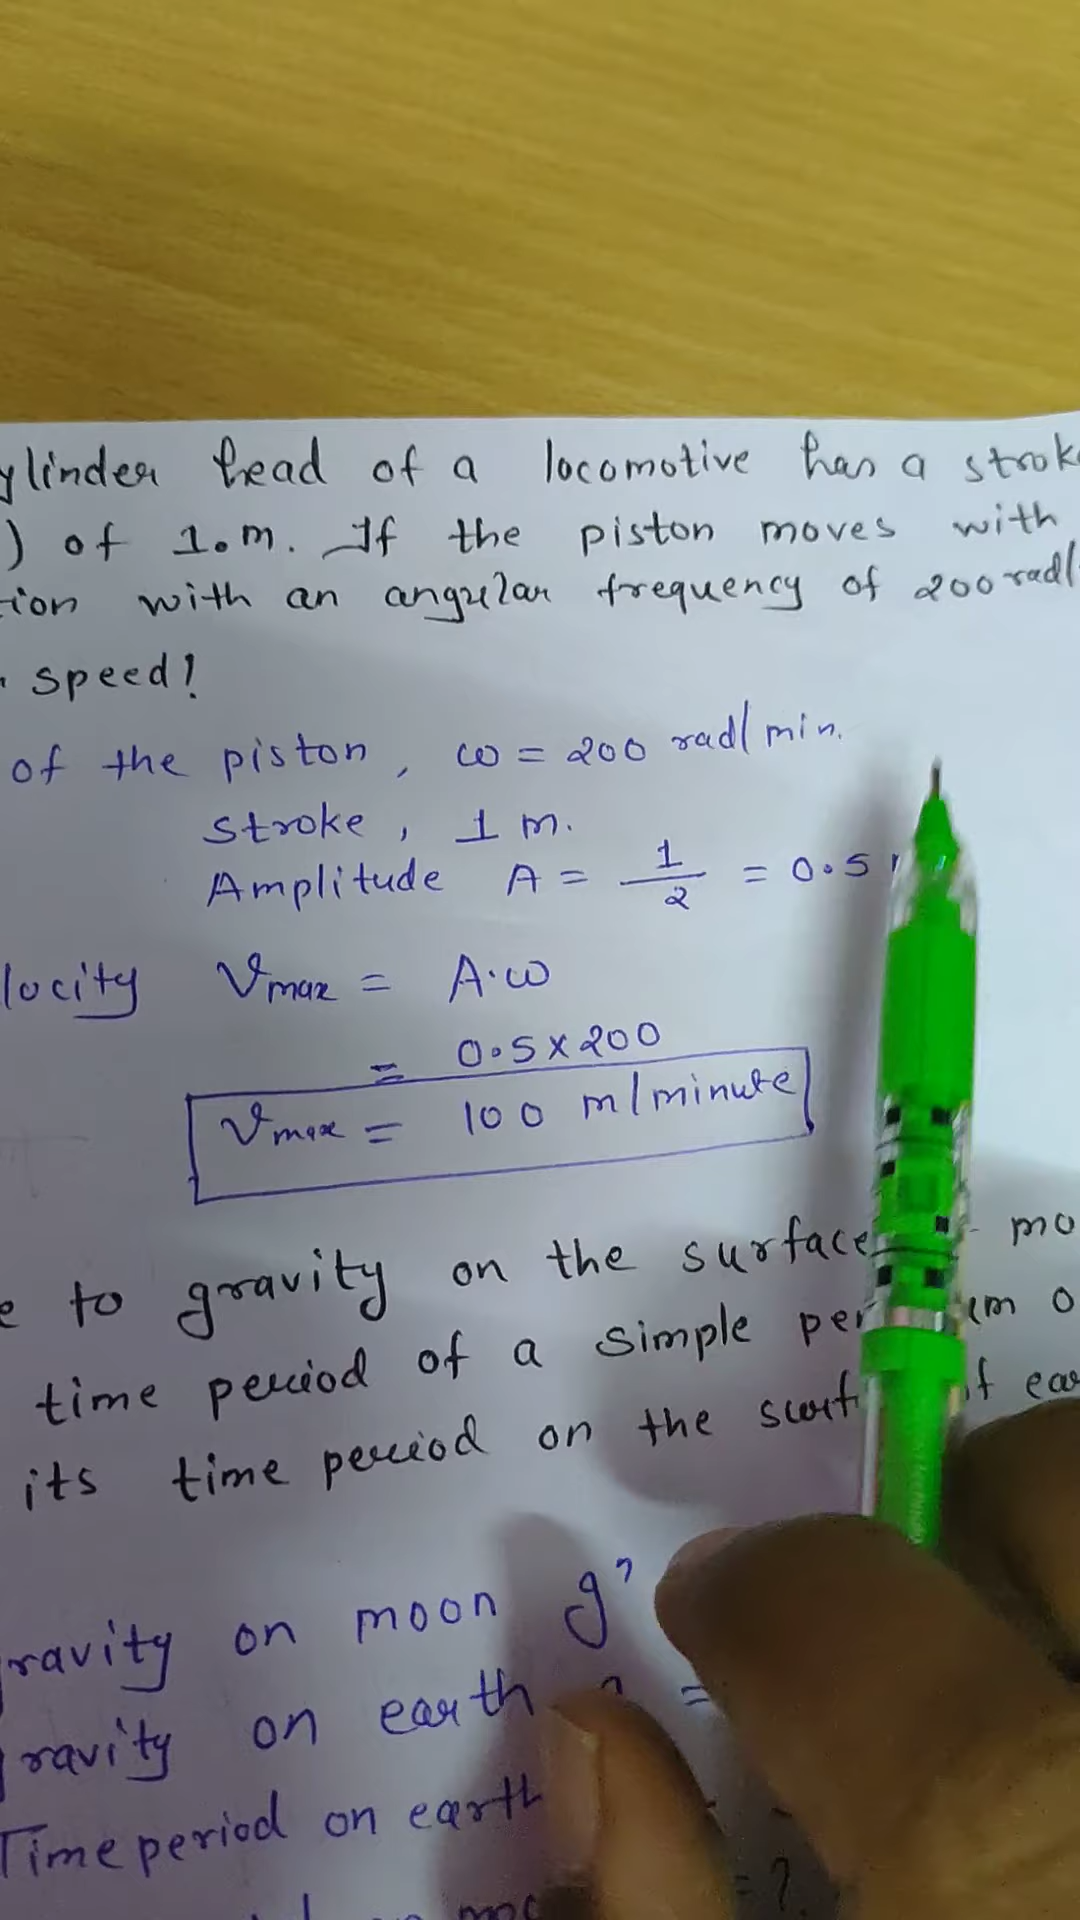 ylinder head of a locomotive has a stroke
) of 1.m. If the piston moves with
tion with an angular frequency of 200 rad/
speed!
of the piston, ω = 200 rad/min.
Stroke, 1 m.
Amplitude A = 1/2 = 0.5
locity Vmax = A·ω
= 0.5×200
Vmax = 100 m/minute
e to gravity on the surface mo
time period of a simple pe m o
its time period on the surf f ear
ravity on moon g'
ravity on earth =
Time period on earth
= ?